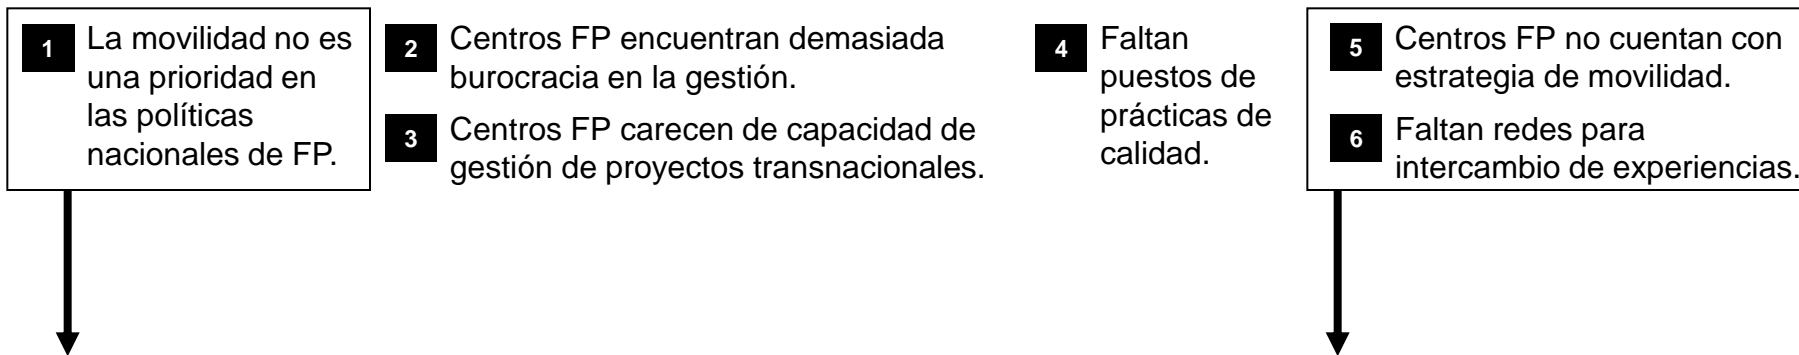 1 La movilidad no es
una prioridad en
las políticas
nacionales de FP.
2 Centros FP encuentran demasiada
burocracia en la gestión.
3 Centros FP carecen de capacidad de
gestión de proyectos transnacionales.
4 Faltan
puestos de
prácticas de
calidad.
5 Centros FP no cuentan con
estrategia de movilidad.
6 Faltan redes para
intercambio de experiencias.